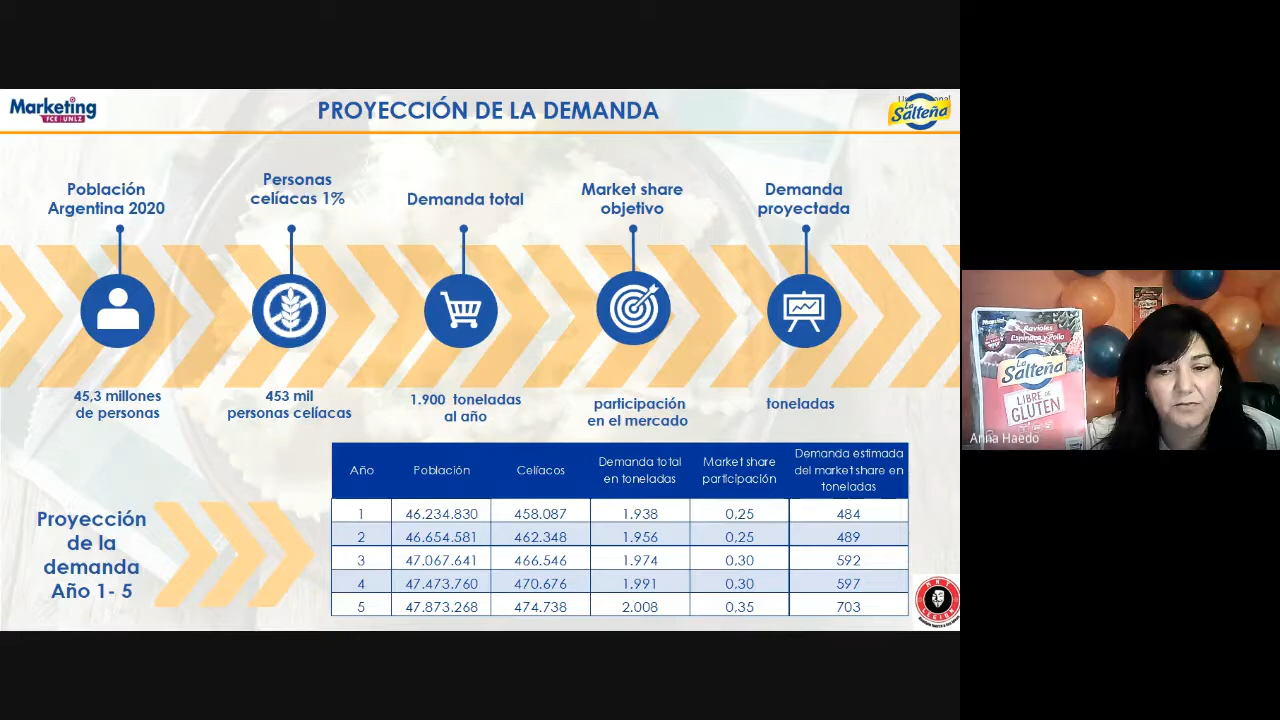 Marketing
FCE | UNLZ
PROYECCIÓN DE LA DEMANDA
La
Salteña
Población
Argentina 2020
Personas
celíacas 1%
Demanda total
Market share
objetivo
Demanda
proyectada
45,3 millones
de personas
453 mil
personas celíacas
1.900 toneladas
al año
participación
en el mercado
toneladas
Proyección
de la
demanda
Año 1- 5
Año Población Celíacos Demanda total en toneladas Market share participación Demanda estimada del market share en toneladas
1 46.234.830 458.087 1.938 0,25 484
2 46.654.581 462.348 1.956 0,25 489
3 47.067.641 466.546 1.974 0,30 592
4 47.473.760 470.676 1.991 0,30 597
5 47.873.268 474.738 2.008 0,35 703
Ravioles
Espinaca y Pollo
La
Salteña
LIBRE DE
GLUTEN
Anna Haedo